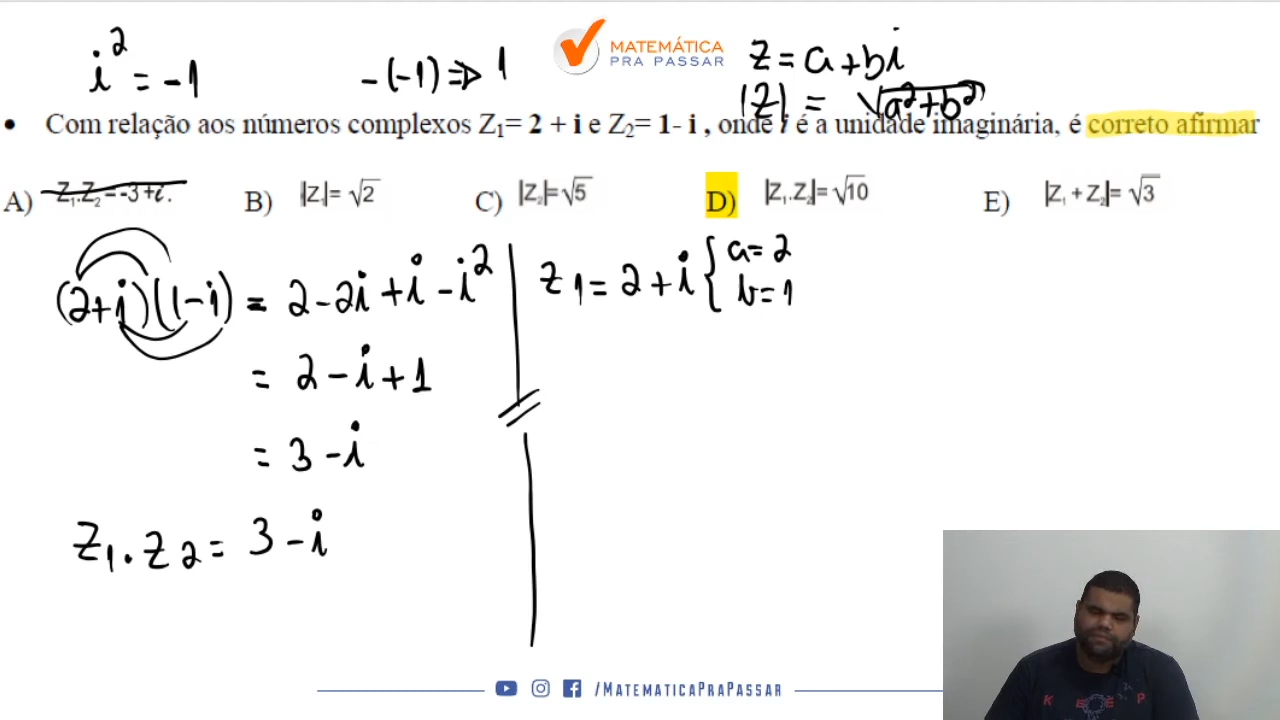 i² = -1
-(-1) => 1
MATEMÁTICA
PRA PASSAR
z = a + bi
|z| = √a²+b²
• Com relação aos números complexos Z₁= 2 + i e Z₂= 1- i , onde i é a unidade imaginária, é correto afirmar
A) Z₁.Z₂ = -3+i.
B) |Z₁|= √2
C) |Z₂|=√5
D) |Z₁.Z₂|=√10
E) |Z₁ +Z₂|=√3
(2+i)(1-i) = 2 - 2i + i - i²
= 2 - i + 1
= 3 - i
z₁ . z₂ = 3 - i
z₁ = 2 + i { a = 2
b = 1
/MATEMATICAPRAPASSAR
K E E P